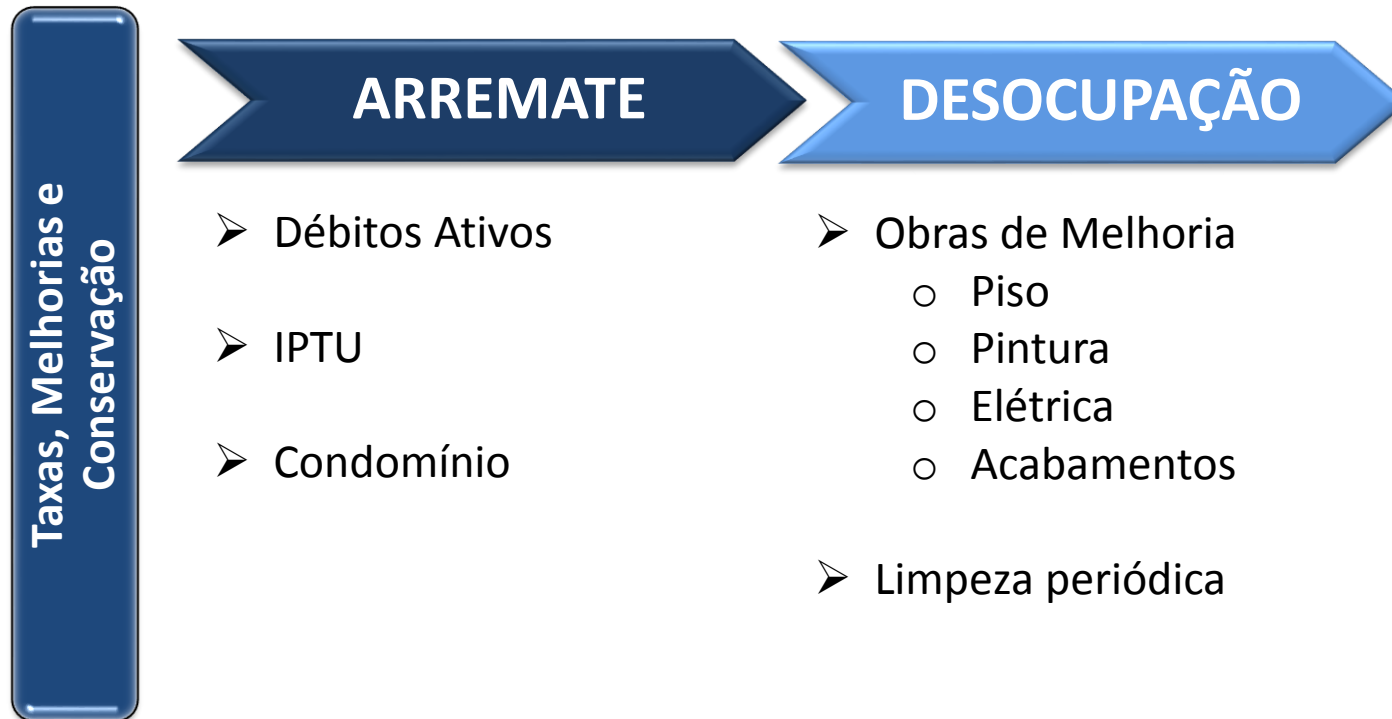 Taxas, Melhorias e
Conservação
ARREMATE
➢ Débitos Ativos
➢ IPTU
➢ Condomínio
DESOCUPAÇÃO
➢ Obras de Melhoria
o Piso
o Pintura
o Elétrica
o Acabamentos
➢ Limpeza periódica